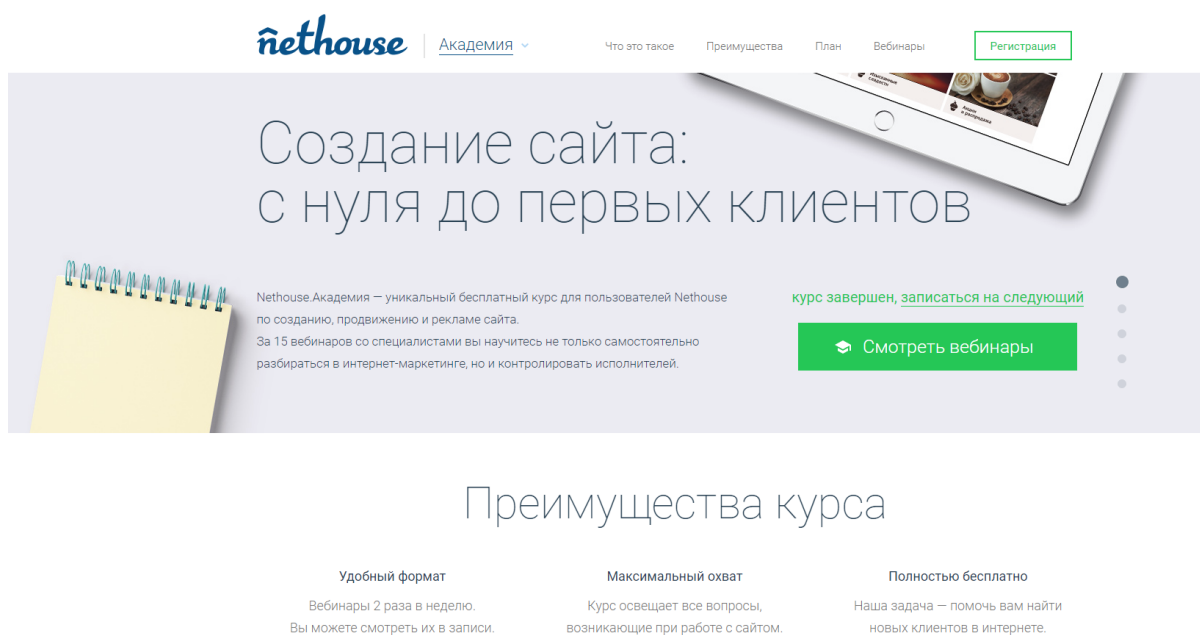 nethouse
Академия
Что это такое
Преимущества
План
Вебинары
Регистрация
Изысканные
сладости
Акции
и распродажа
Создание сайта:
с нуля до первых клиентов
Nethouse.Академия — уникальный бесплатный курс для пользователей Nethouse
по созданию, продвижению и рекламе сайта.
За 15 вебинаров со специалистами вы научитесь не только самостоятельно
разбираться в интернет-маркетинге, но и контролировать исполнителей.
курс завершен, записаться на следующий
Смотреть вебинары
Преимущества курса
Удобный формат
Вебинары 2 раза в неделю.
Вы можете смотреть их в записи.
Максимальный охват
Курс освещает все вопросы,
возникающие при работе с сайтом.
Полностью бесплатно
Наша задача — помочь вам найти
новых клиентов в интернете.